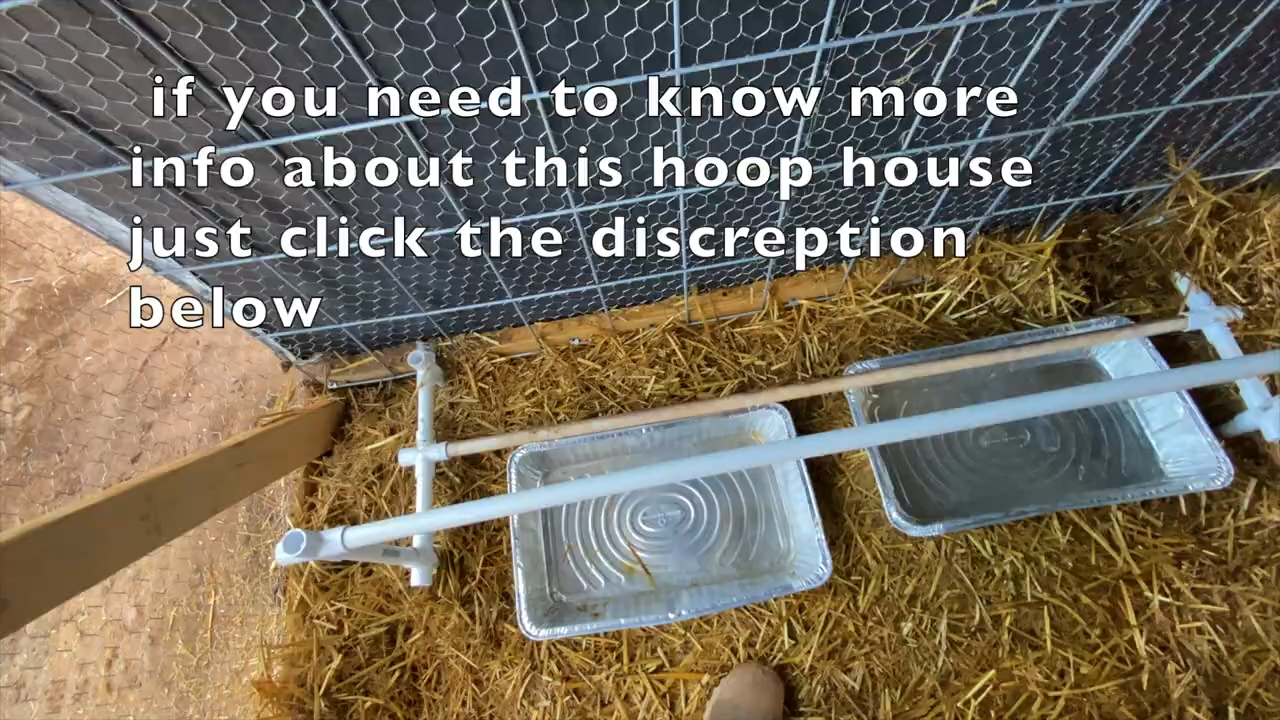 if you need to know more
info about this hoop house
just click the discreption
below